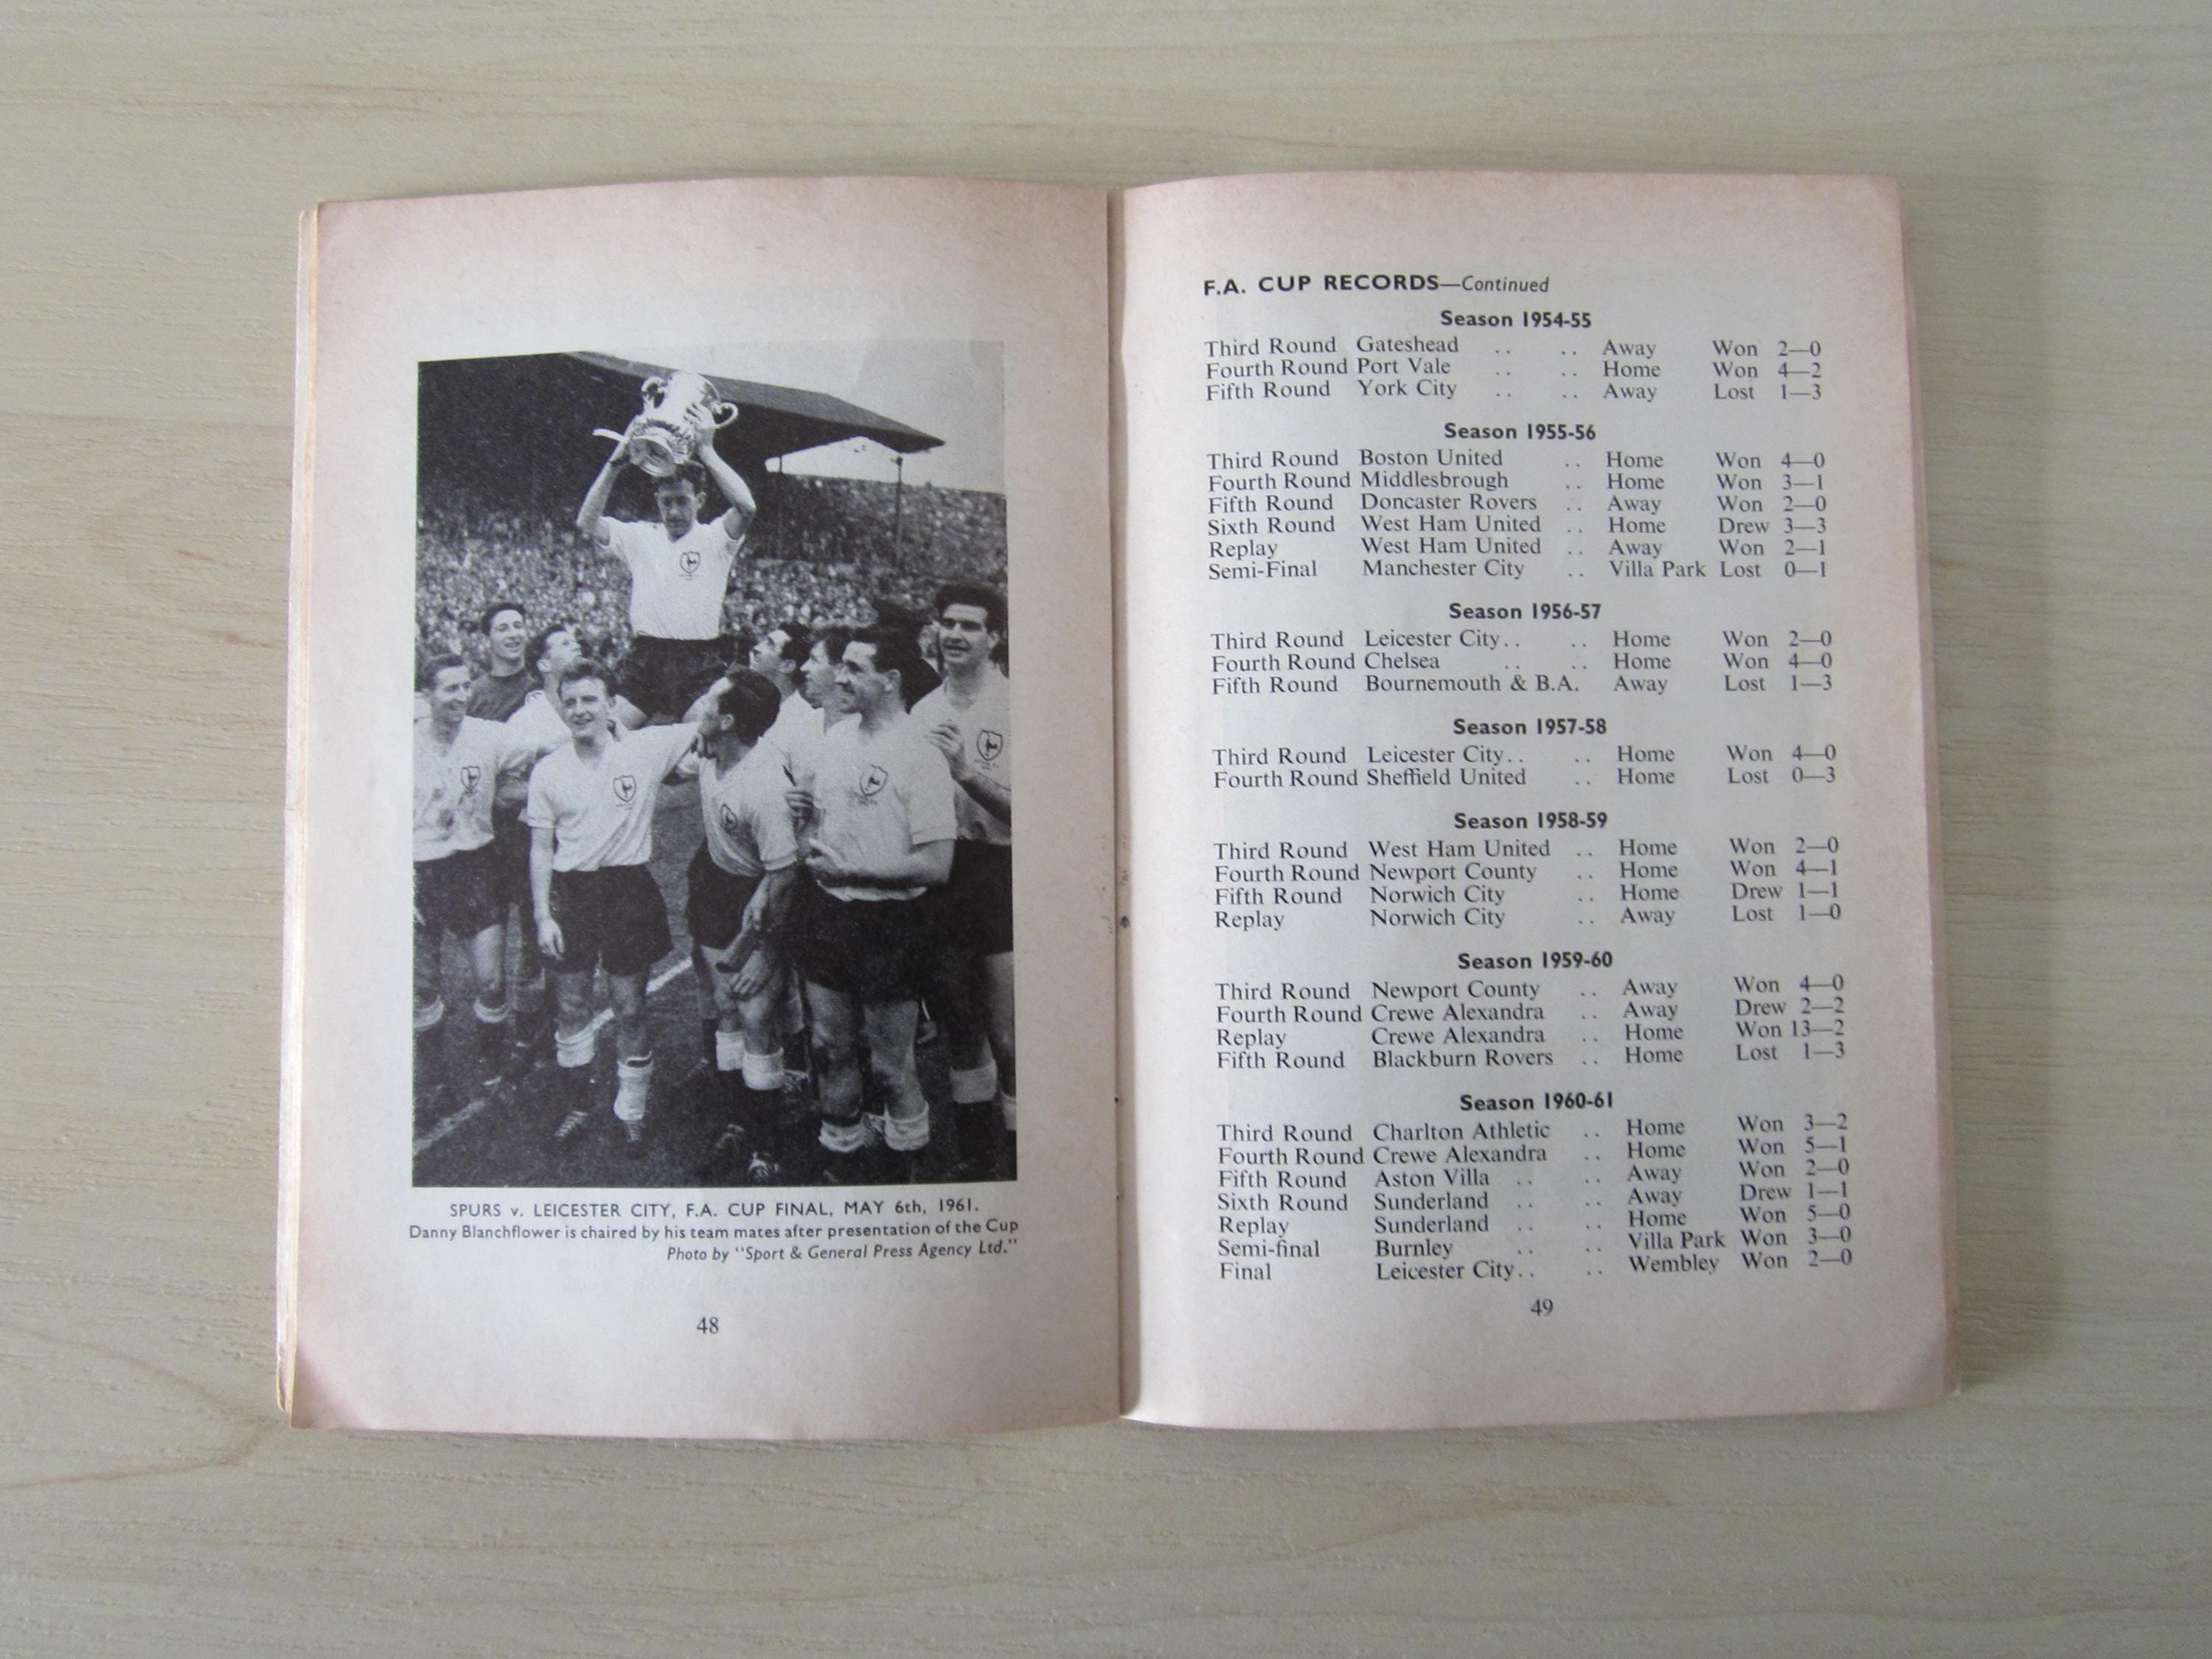 SPURS v. LEICESTER CITY, F.A. CUP FINAL, MAY 6th, 1961.
Danny Blanchflower is chaired by his team mates after presentation of the Cup
Photo by "Sport & General Press Agency Ltd."
48
F.A. CUP RECORDS—Continued
Season 1954-55
Third Round Gateshead .. .. Away Won 2—0
Fourth Round Port Vale .. .. Home Won 4—2
Fifth Round York City .. .. Away Lost 1—3
Season 1955-56
Third Round Boston United .. Home Won 4—0
Fourth Round Middlesbrough .. Home Won 3—1
Fifth Round Doncaster Rovers .. Away Won 2—0
Sixth Round West Ham United .. Home Drew 3—3
Replay West Ham United .. Away Won 2—1
Semi-Final Manchester City .. Villa Park Lost 0—1
Season 1956-57
Third Round Leicester City.. .. Home Won 2—0
Fourth Round Chelsea .. .. Home Won 4—0
Fifth Round Bournemouth & B.A. Away Lost 1—3
Season 1957-58
Third Round Leicester City.. .. Home Won 4—0
Fourth Round Sheffield United .. Home Lost 0—3
Season 1958-59
Third Round West Ham United .. Home Won 2—0
Fourth Round Newport County .. Home Won 4—1
Fifth Round Norwich City .. Home Drew 1—1
Replay Norwich City .. Away Lost 1—0
Season 1959-60
Third Round Newport County .. Away Won 4—0
Fourth Round Crewe Alexandra .. Away Drew 2—2
Replay Crewe Alexandra .. Home Won 13—2
Fifth Round Blackburn Rovers .. Home Lost 1—3
Season 1960-61
Third Round Charlton Athletic .. Home Won 3—2
Fourth Round Crewe Alexandra .. Home Won 5—1
Fifth Round Aston Villa .. .. Away Won 2—0
Sixth Round Sunderland .. .. Away Drew 1—1
Replay Sunderland .. .. Home Won 5—0
Semi-final Burnley .. .. Villa Park Won 3—0
Final Leicester City.. .. Wembley Won 2—0
49